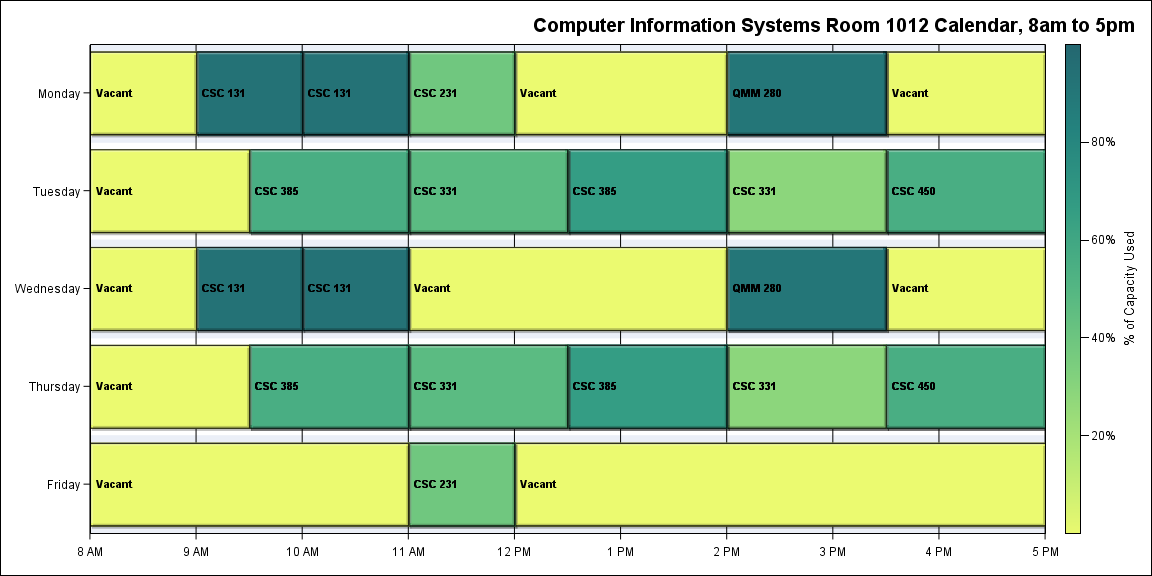 Computer Information Systems Room 1012 Calendar, 8am to 5pm
Monday
Vacant
CSC 131
CSC 131
CSC 231
Vacant
QMM 280
Vacant
Tuesday
Vacant
CSC 385
CSC 331
CSC 385
CSC 331
CSC 450
Wednesday
Vacant
CSC 131
CSC 131
Vacant
QMM 280
Vacant
Thursday
Vacant
CSC 385
CSC 331
CSC 385
CSC 331
CSC 450
Friday
Vacant
CSC 231
Vacant
8 AM
9 AM
10 AM
11 AM
12 PM
1 PM
2 PM
3 PM
4 PM
5 PM
80%
60%
40%
20%
% of Capacity Used